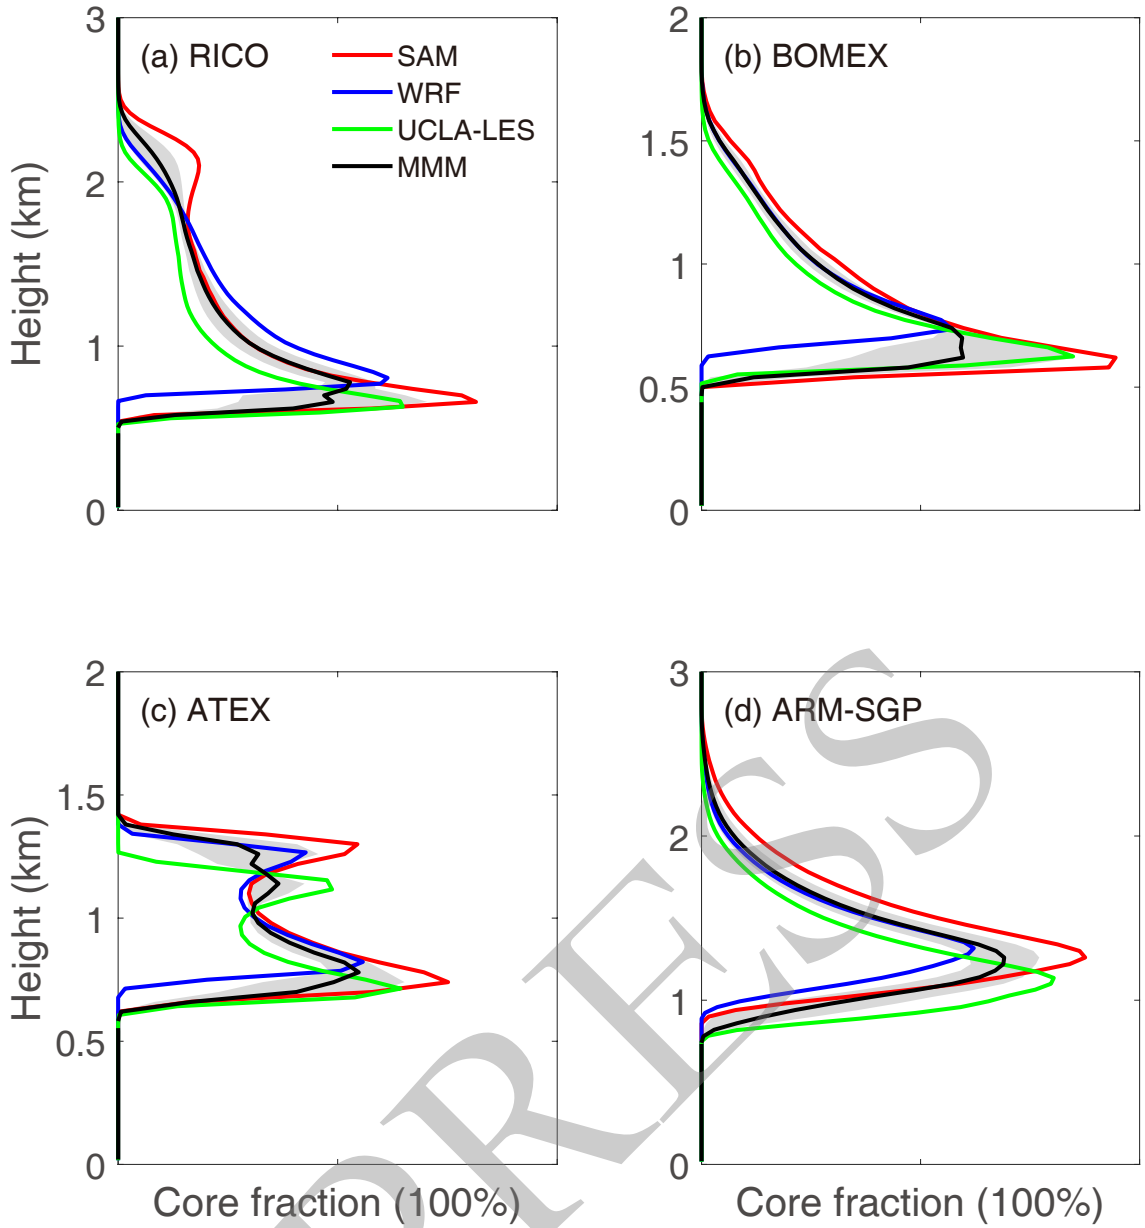 3
2
1
0
Height (km)
(a) RICO
SAM
WRF
UCLA-LES
MMM
2
1.5
1
0.5
0
(b) BOMEX
2
1.5
1
0.5
0
Height (km)
(c) ATEX
Core fraction (100%)
3
2
1
0
(d) ARM-SGP
Core fraction (100%)
PRESS